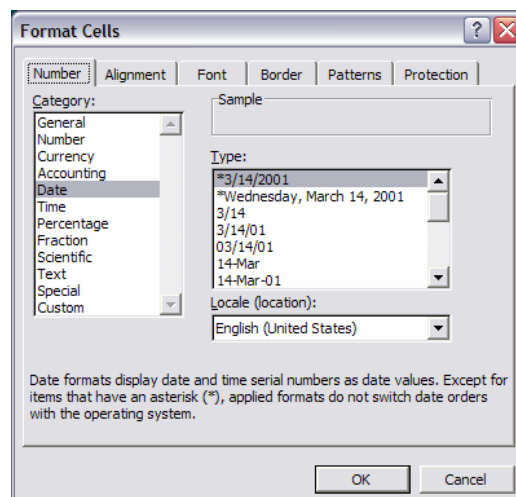 Format Cells
?
Number Alignment Font Border Patterns Protection
Category:
General
Number
Currency
Accounting
Date
Time
Percentage
Fraction
Scientific
Text
Special
Custom
Sample
Type:
*3/14/2001
*Wednesday, March 14, 2001
3/14
3/14/01
03/14/01
14-Mar
14-Mar-01
Locale (location):
English (United States)
Date formats display date and time serial numbers as date values. Except for
items that have an asterisk (*), applied formats do not switch date orders
with the operating system.
OK Cancel